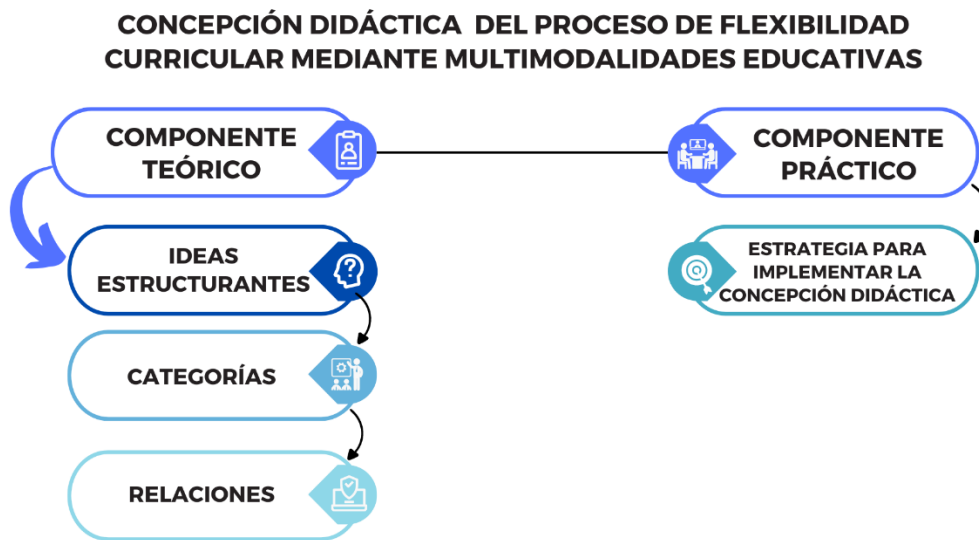 CONCEPCIÓN DIDÁCTICA DEL PROCESO DE FLEXIBILIDAD
CURRICULAR MEDIANTE MULTIMODALIDADES EDUCATIVAS
COMPONENTE
TEÓRICO
COMPONENTE
PRÁCTICO
IDEAS
ESTRUCTURANTES
ESTRATEGIA PARA
IMPLEMENTAR LA
CONCEPCIÓN DIDÁCTICA
CATEGORÍAS
RELACIONES